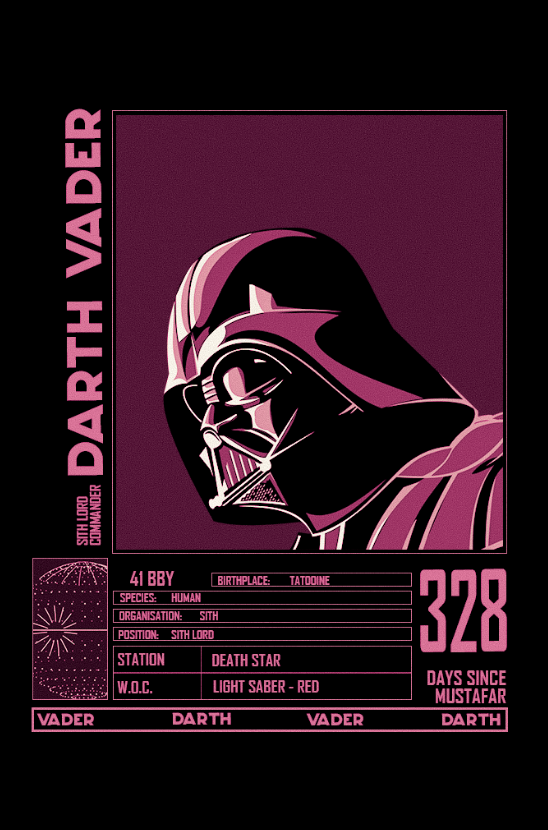 DARTH VADER
SITH LORD
COMMANDER
41 BBY
BIRTHPLACE: TATOOINE
SPECIES: HUMAN
ORGANISATION: SITH
POSITION: SITH LORD
STATION DEATH STAR
W.O.C. LIGHT SABER - RED
328
DAYS SINCE
MUSTAFAR
VADER DARTH VADER DARTH